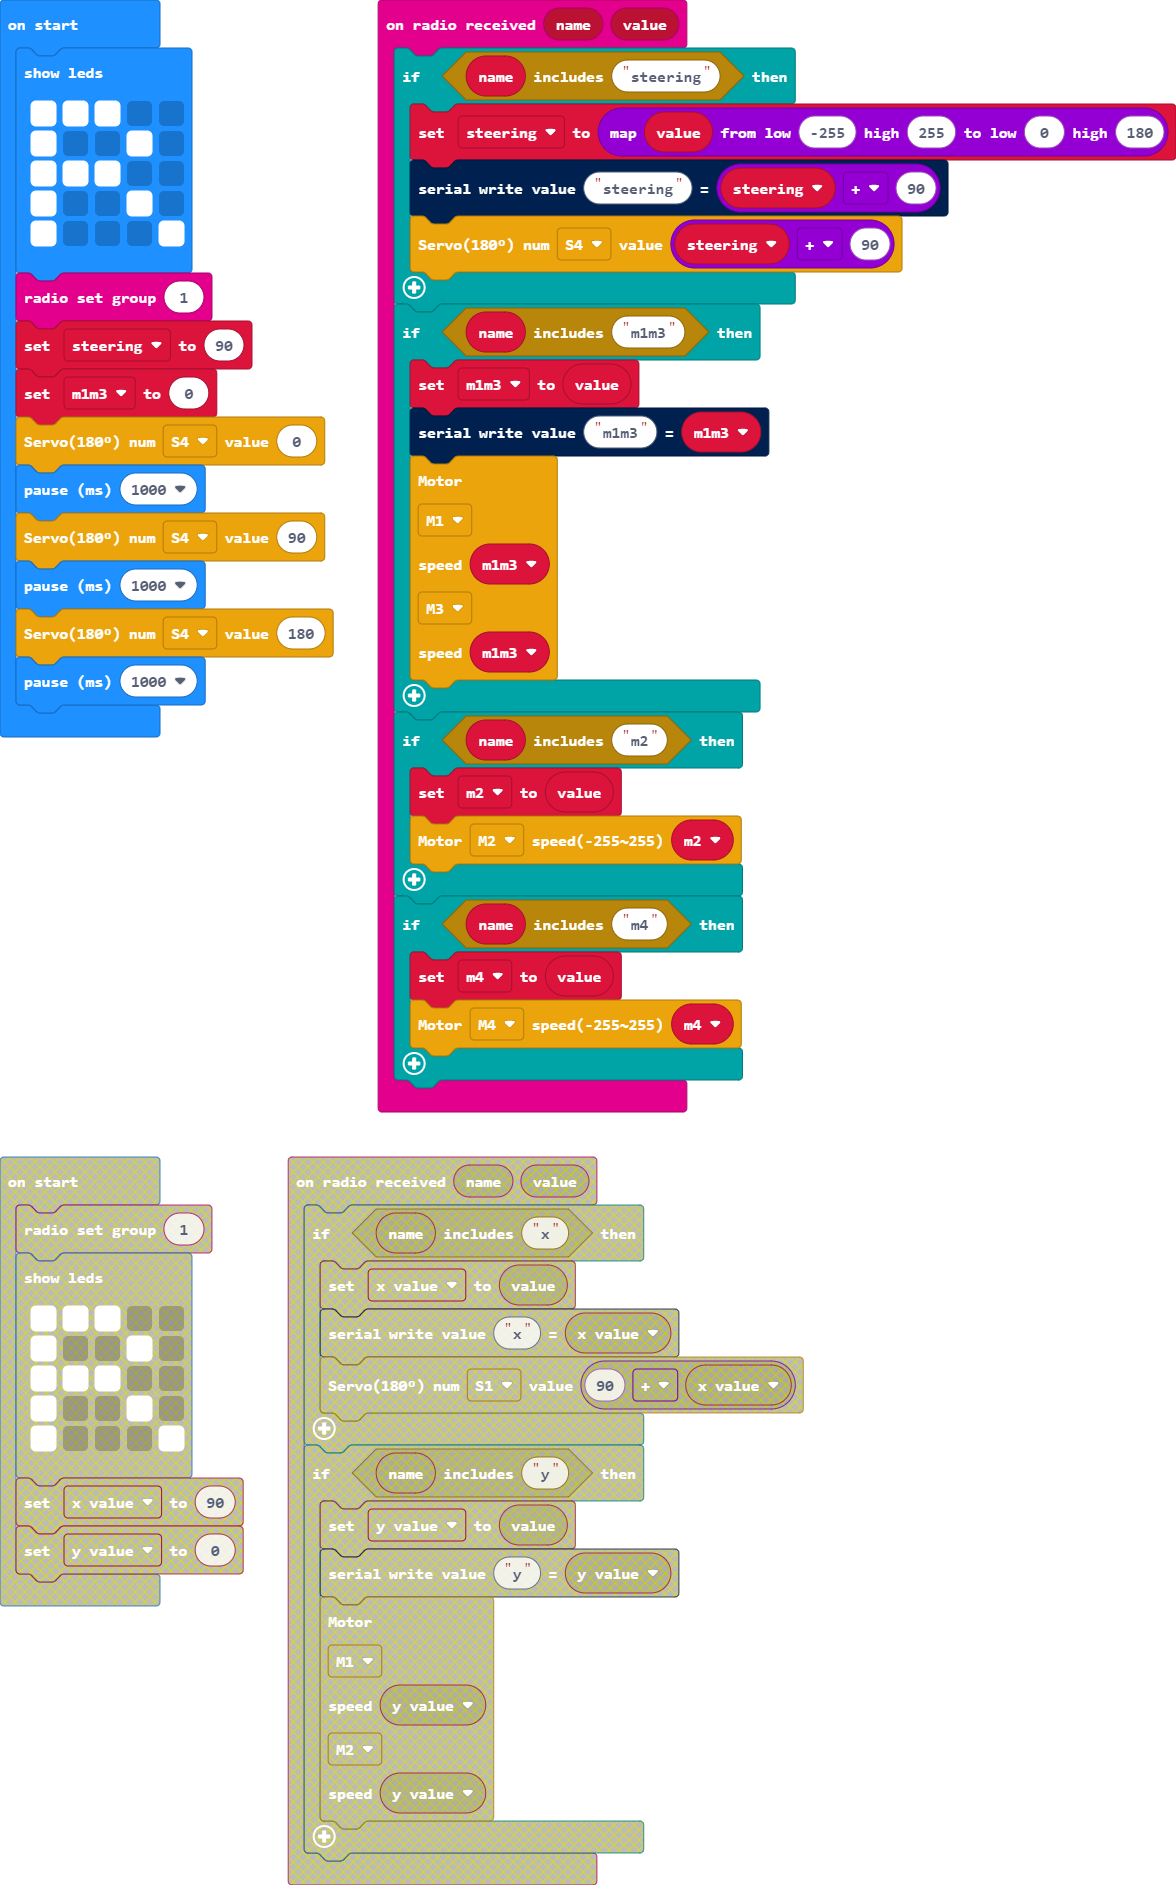 on start
show leds
radio set group 1
set steering to 90
set m1m3 to 0
Servo(180º) num S4 value 0
pause (ms) 1000
Servo(180º) num S4 value 90
pause (ms) 1000
Servo(180º) num S4 value 180
pause (ms) 1000
on radio received name value
if name includes "steering" then
set steering to map value from low -255 high 255 to low 0 high 180
serial write value "steering" = steering + 90
Servo(180º) num S4 value steering + 90
if name includes "m1m3" then
set m1m3 to value
serial write value "m1m3" = m1m3
Motor
M1
speed m1m3
M3
speed m1m3
if name includes "m2" then
set m2 to value
Motor M2 speed(-255~255) m2
if name includes "m4" then
set m4 to value
Motor M4 speed(-255~255) m4
on start
radio set group 1
show leds
set x value to 90
set y value to 0
on radio received name value
if name includes "x" then
set x value to value
serial write value "x" = x value
Servo(180º) num S1 value 90 + x value
if name includes "y" then
set y value to value
serial write value "y" = y value
Motor
M1
speed y value
M2
speed y value